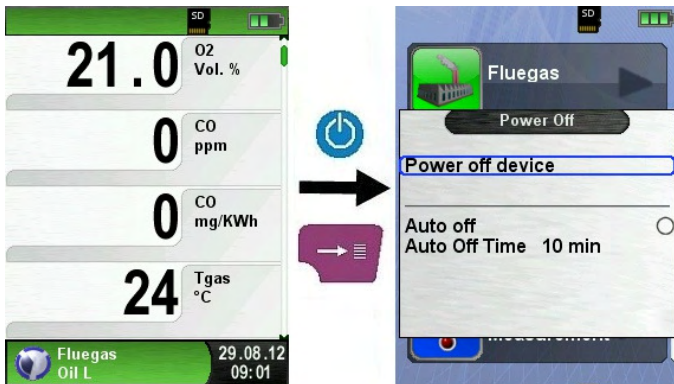 SD
21.0 O2
Vol. %
0 CO
ppm
0 CO
mg/KWh
24 Tgas
°C
Fluegas 29.08.12
Oil L 09:01
SD
Fluegas
Power Off
Power off device
Auto off
Auto Off Time 10 min
Measurement